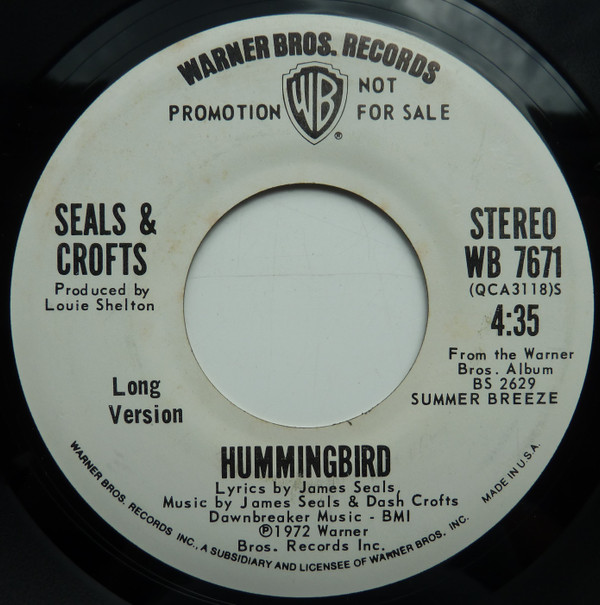 WARNER BROS. RECORDS
PROMOTION WB NOT FOR SALE
®
SEALS & CROFTS
Produced by
Louie Shelton
Long
Version
STEREO
WB 7671
(QCA3118)S
4:35
From the Warner
Bros. Album
BS 2629
SUMMER BREEZE
HUMMINGBIRD
Lyrics by James Seals,
Music by James Seals & Dash Crofts
Dawnbreaker Music - BMI
℗1972 Warner
Bros. Records Inc.
WARNER BROS. RECORDS INC., A SUBSIDIARY AND LICENSEE OF WARNER BROS. INC. MADE IN U.S.A.